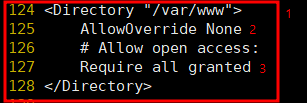 124 <Directory "/var/www"> 1
125     AllowOverride None 2
126     # Allow open access:
127     Require all granted 3
128 </Directory>